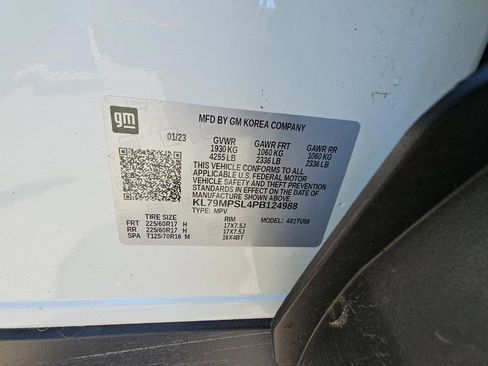 gm
MFD BY GM KOREA COMPANY
01/23 GVWR GAWR FRT GAWR RR
1930 KG 1060 KG 1060 KG
4255 LB 2336 LB 2336 LB
THIS VEHICLE CONFORMS TO ALL
APPLICABLE U.S. FEDERAL MOTOR
VEHICLE SAFETY AND THEFT
PREVENTION STANDARDS IN
EFFECT ON THE DATE OF
MANUFACTURE SHOWN ABOVE.
KL79MPSL4PB124988
TYPE: MPV MODEL: 4S1TU56
TIRE SIZE RIM
FRT 225/60R17 H 17X7.5J
RR 225/60R17 H 17X7.5J
SPA T125/70R16 M 16X4BT